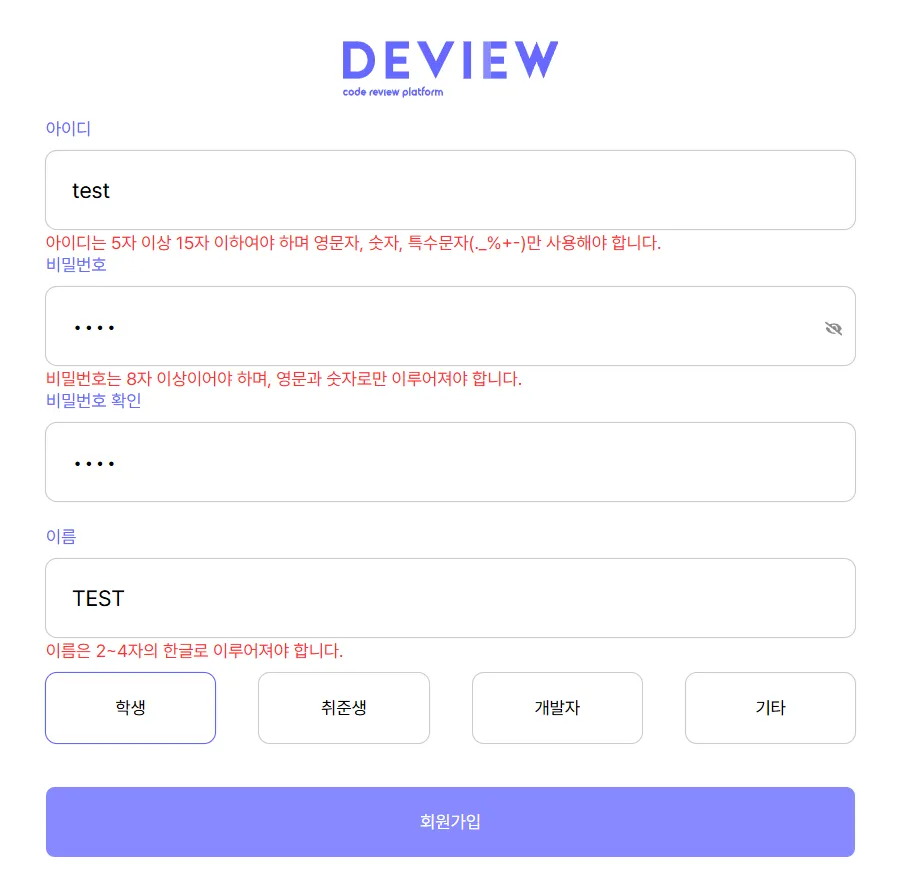 DEVIEW
code review platform
아이디
test
아이디는 5자 이상 15자 이하여야 하며 영문자, 숫자, 특수문자(._%+-)만 사용해야 합니다.
비밀번호
••••
비밀번호는 8자 이상이어야 하며, 영문과 숫자로만 이루어져야 합니다.
비밀번호 확인
••••
이름
TEST
이름은 2~4자의 한글로 이루어져야 합니다.
학생 취준생 개발자 기타
회원가입